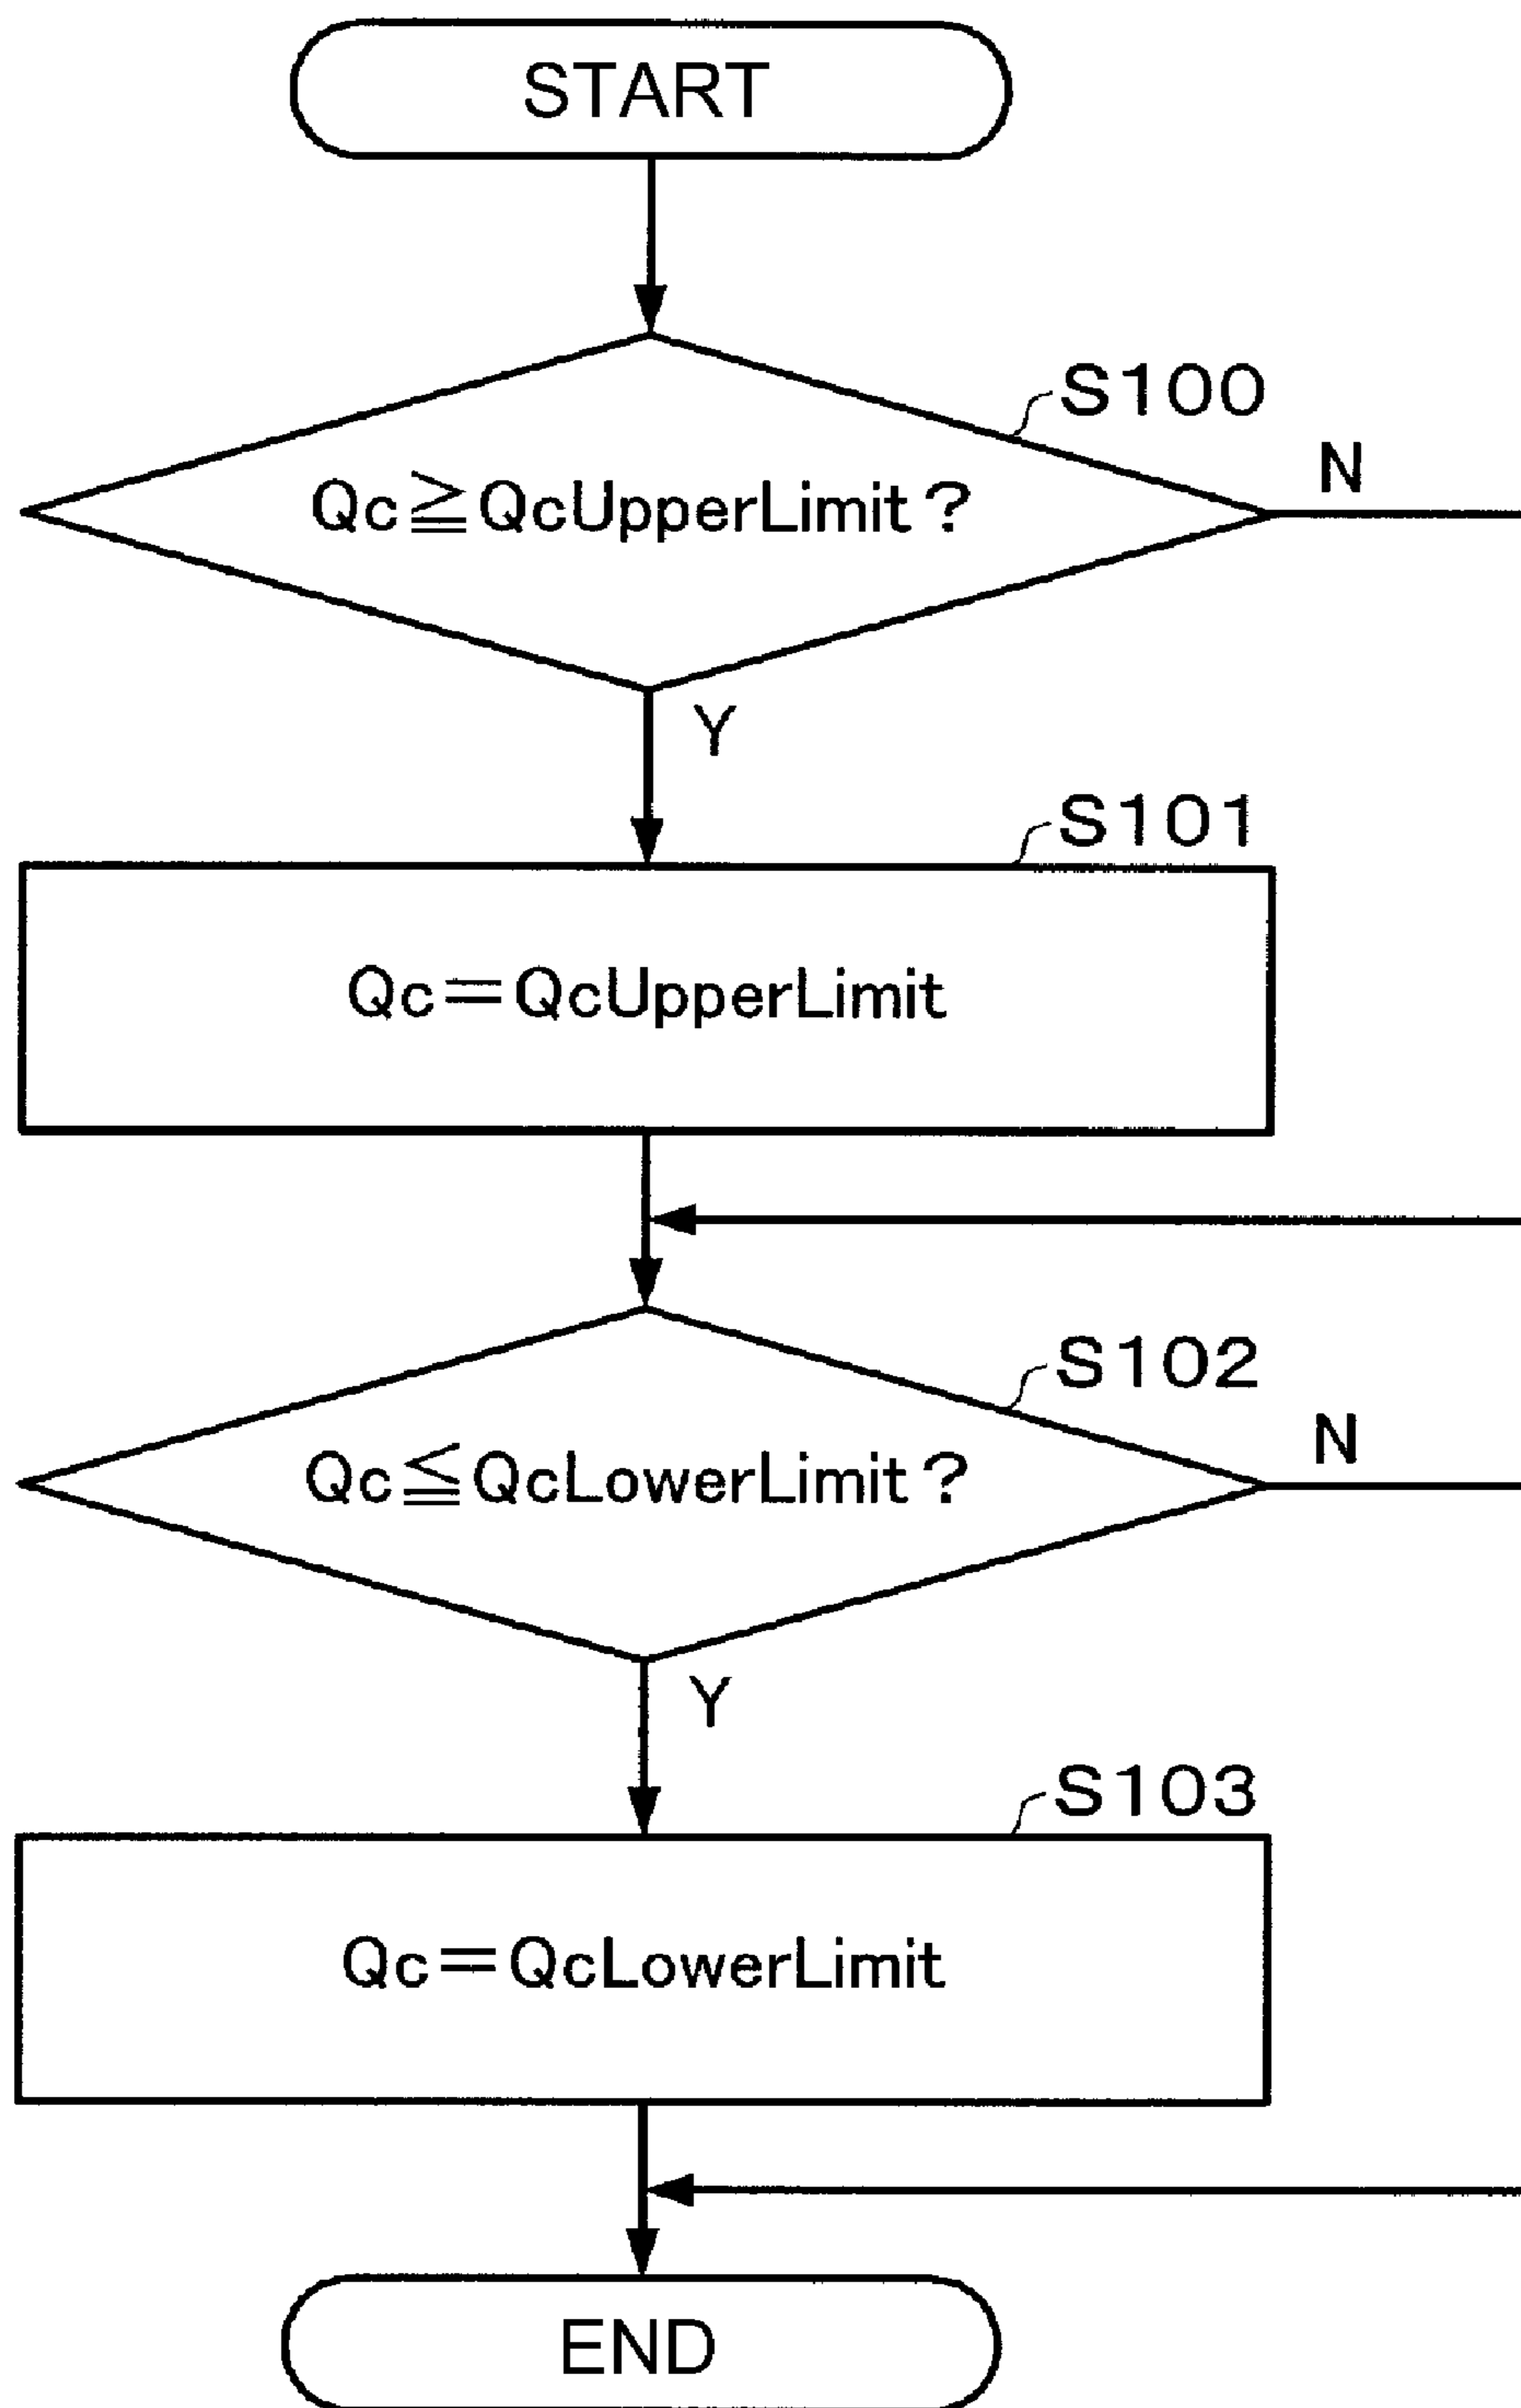 START
S100
N
Qc≧QcUpperLimit?
Y
S101
Qc=QcUpperLimit
S102
N
Qc≦QcLowerLimit?
Y
S103
Qc=QcLowerLimit
END